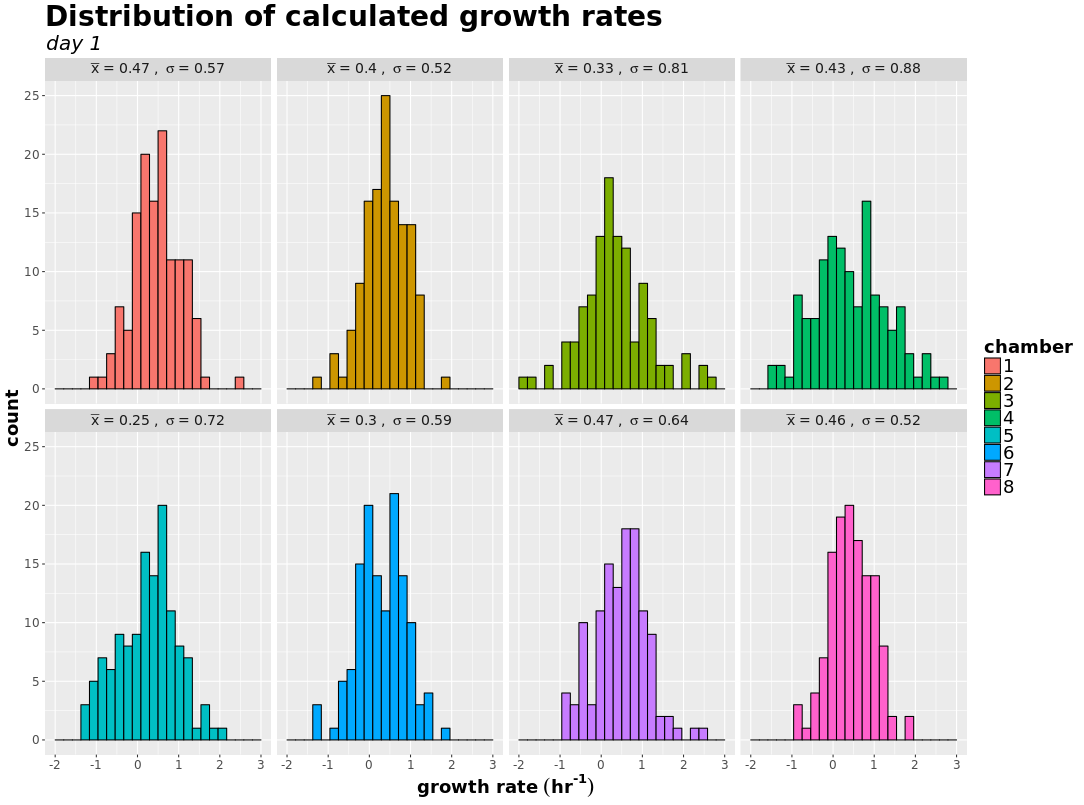 Distribution of calculated growth rates
day 1
x̅ = 0.47 , σ = 0.57
x̅ = 0.4 , σ = 0.52
x̅ = 0.33 , σ = 0.81
x̅ = 0.43 , σ = 0.88
25
20
15
10
5
0
x̅ = 0.25 , σ = 0.72
x̅ = 0.3 , σ = 0.59
x̅ = 0.47 , σ = 0.64
x̅ = 0.46 , σ = 0.52
25
20
15
10
5
0
count
-2 -1 0 1 2 3
-2 -1 0 1 2 3
-2 -1 0 1 2 3
-2 -1 0 1 2 3
growth rate (hr⁻¹)
chamber
1
2
3
4
5
6
7
8